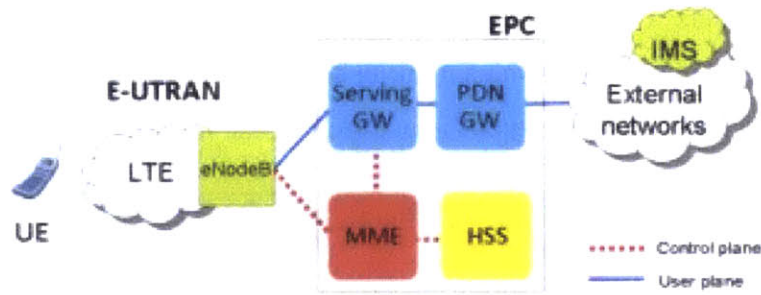 EPC
IMS
E-UTRAN
Serving
GW
PDN
GW
External
networks
LTE
eNodeB
UE
MME
HSS
Control plane
User plane